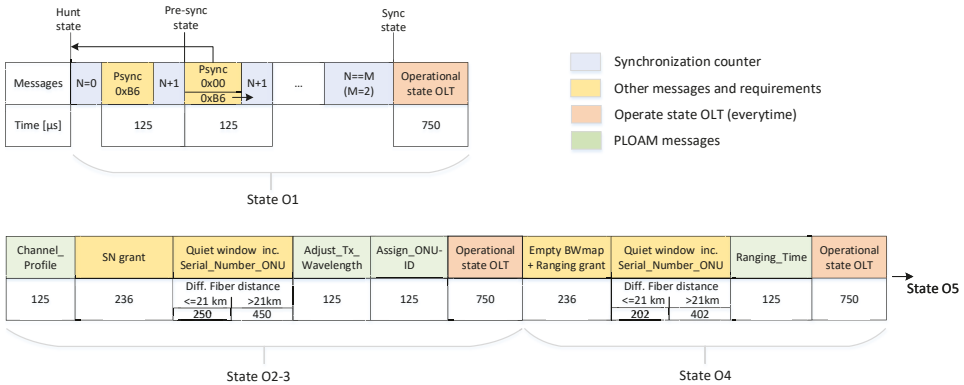 Hunt
state
Pre-sync
state
Sync
state
Messages
N=0
Psync
0xB6
N+1
Psync
0x00
0xB6
N+1
...
N==M
(M=2)
Operational
state OLT
Time [µs]
125
125
750
State O1
Synchronization counter
Other messages and requirements
Operate state OLT (everytime)
PLOAM messages
Channel_
Profile
SN grant
Quiet window inc.
Serial_Number_ONU
Adjust_Tx_
Wavelength
Assign_ONU-
ID
Operational
state OLT
Empty BWmap
+ Ranging grant
Quiet window inc.
Serial_Number_ONU
Ranging_Time
Operational
state OLT
125
236
Diff. Fiber distance
<=21 km >21km
250 450
125
125
750
236
Diff. Fiber distance
<=21 km >21km
202 402
125
750
State O5
State O2-3
State O4